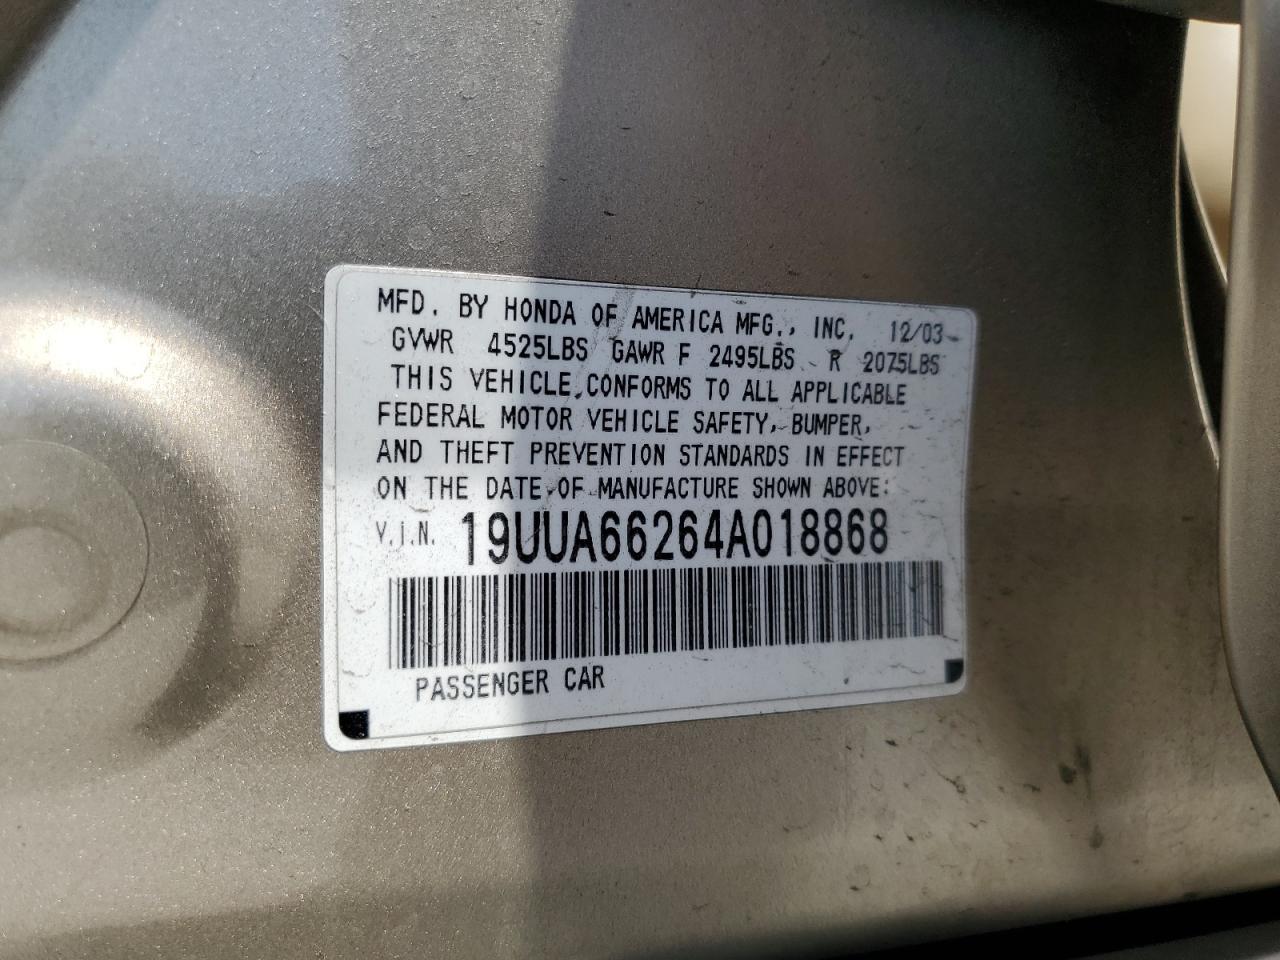 MFD. BY HONDA OF AMERICA MFG., INC. 12/03
GVWR 4525LBS GAWR F 2495LBS R 2075LBS
THIS VEHICLE CONFORMS TO ALL APPLICABLE
FEDERAL MOTOR VEHICLE SAFETY, BUMPER,
AND THEFT PREVENTION STANDARDS IN EFFECT
ON THE DATE OF MANUFACTURE SHOWN ABOVE:
V.I.N. 19UUA66264A018868
PASSENGER CAR